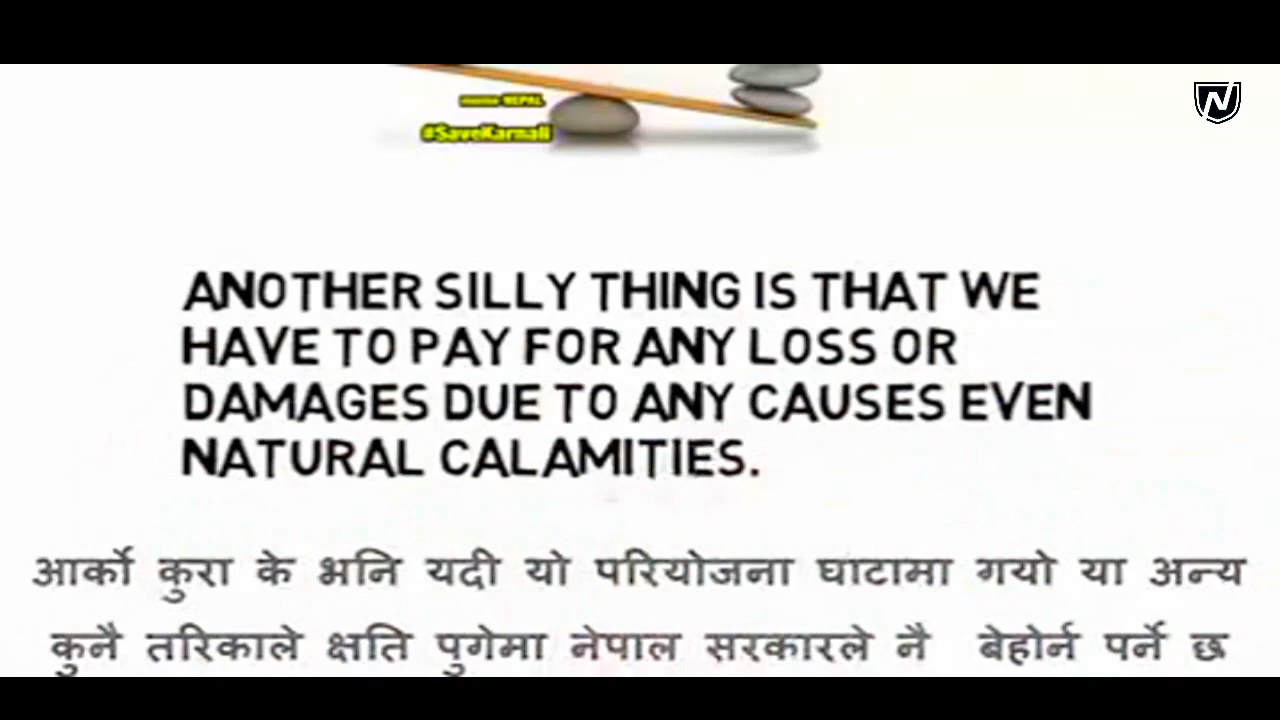 NEPAL
#SaveKarnali
ANOTHER SILLY THING IS THAT WE
HAVE TO PAY FOR ANY LOSS OR
DAMAGES DUE TO ANY CAUSES EVEN
NATURAL CALAMITIES.
आर्को कुरा के भनि यदी यो परियोजना घाटामा गयो या अन्य
कुनै तरिकाले क्षति पुगेमा नेपाल सरकारले नै बेहोर्न पर्ने छ